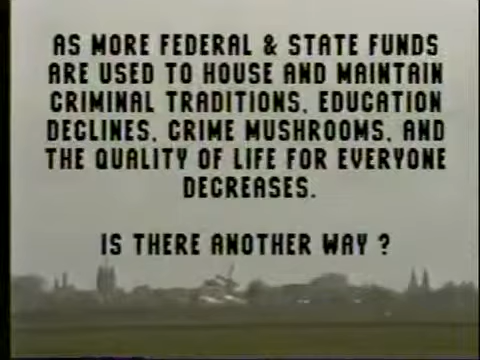 AS MORE FEDERAL & STATE FUNDS
ARE USED TO HOUSE AND MAINTAIN
CRIMINAL TRADITIONS, EDUCATION
DECLINES, CRIME MUSHROOMS, AND
THE QUALITY OF LIFE FOR EVERYONE
DECREASES.
IS THERE ANOTHER WAY ?